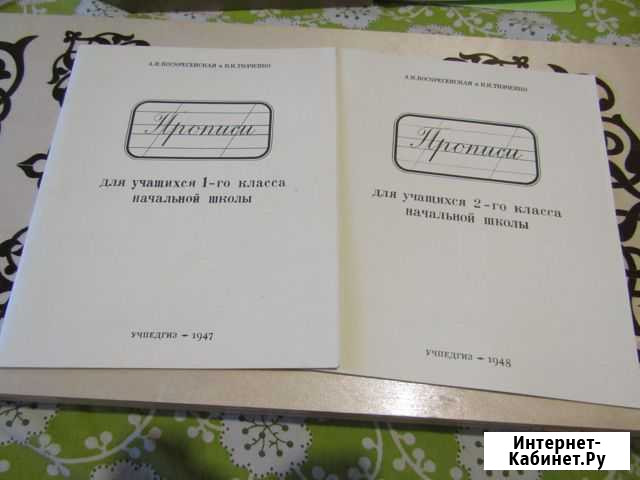 А.И.ВОСКРЕСЕНСКАЯ и Н.И.ТКАЧЕНКО
Прописи
для учащихся 1-го класса
начальной школы
УЧПЕДГИЗ - 1947
А.И.ВОСКРЕСЕНСКАЯ и Н.И.ТКАЧЕНКО
Прописи
для учащихся 2-го класса
начальной школы
УЧПЕДГИЗ - 1948
Интернет-
Кабинет.Ру